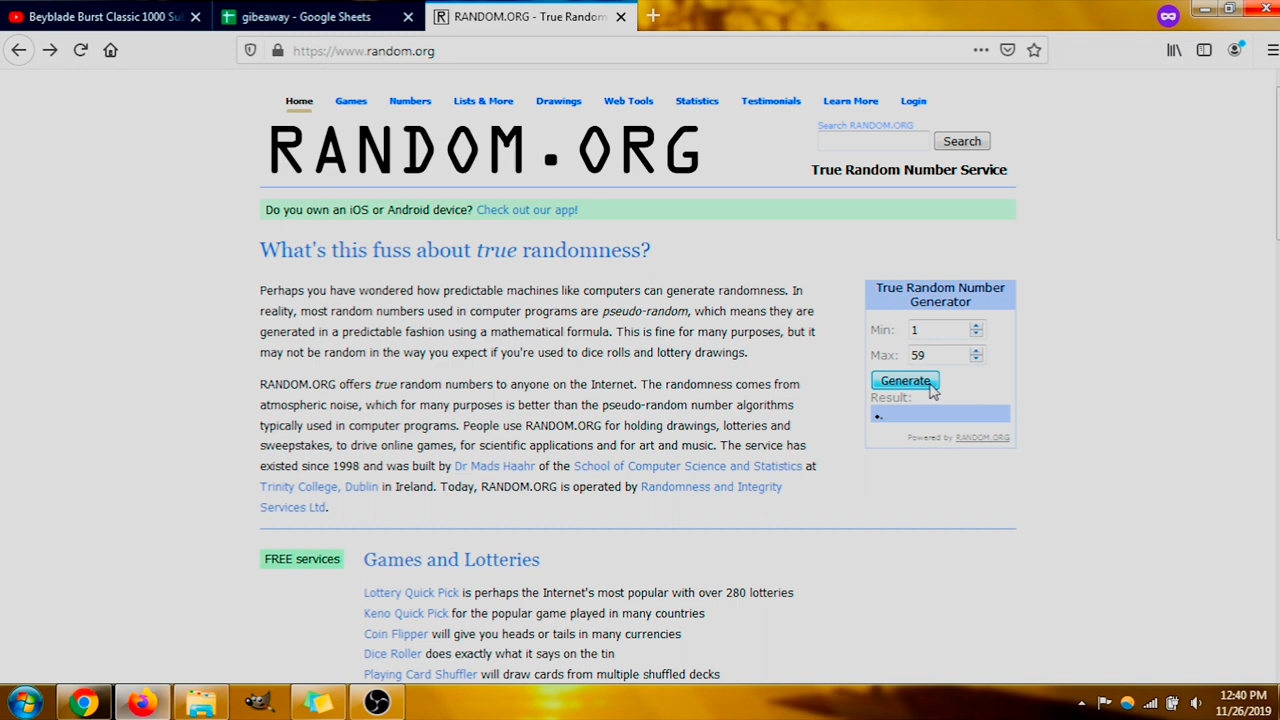 Beyblade Burst Classic 1000 Su
gibeaway - Google Sheets
RANDOM.ORG - True Random
https://www.random.org
Home Games Numbers Lists & More Drawings Web Tools Statistics Testimonials Learn More Login
RANDOM.ORG
Search RANDOM.ORG
Search
True Random Number Service
Do you own an iOS or Android device? Check out our app!
What's this fuss about true randomness?
Perhaps you have wondered how predictable machines like computers can generate randomness. In
reality, most random numbers used in computer programs are pseudo-random, which means they are
generated in a predictable fashion using a mathematical formula. This is fine for many purposes, but it
may not be random in the way you expect if you're used to dice rolls and lottery drawings.
RANDOM.ORG offers true random numbers to anyone on the Internet. The randomness comes from
atmospheric noise, which for many purposes is better than the pseudo-random number algorithms
typically used in computer programs. People use RANDOM.ORG for holding drawings, lotteries and
sweepstakes, to drive online games, for scientific applications and for art and music. The service has
existed since 1998 and was built by Dr Mads Haahr of the School of Computer Science and Statistics at
Trinity College, Dublin in Ireland. Today, RANDOM.ORG is operated by Randomness and Integrity
Services Ltd.
True Random Number
Generator
Min: 1
Max: 59
Generate
Result:
Powered by RANDOM.ORG
FREE services
Games and Lotteries
Lottery Quick Pick is perhaps the Internet's most popular with over 280 lotteries
Keno Quick Pick for the popular game played in many countries
Coin Flipper will give you heads or tails in many currencies
Dice Roller does exactly what it says on the tin
Playing Card Shuffler will draw cards from multiple shuffled decks
12:40 PM
11/26/2019